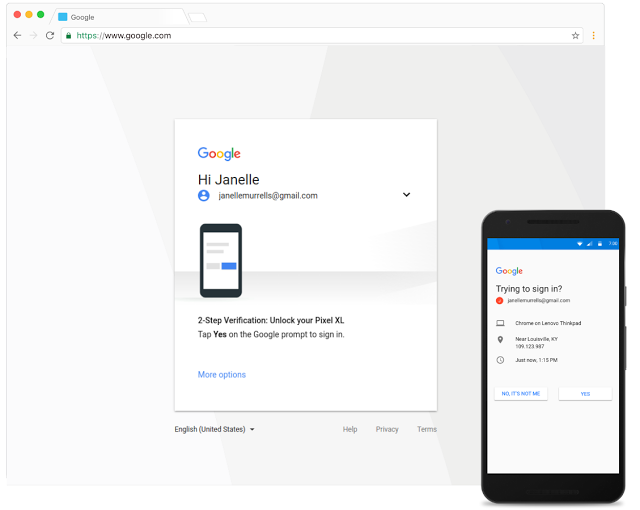 Google
https://www.google.com
Google
Hi Janelle
janellemurrells@gmail.com
2-Step Verification: Unlock your Pixel XL
Tap Yes on the Google prompt to sign in.
More options
English (United States)
Help Privacy Terms
7:00
Google
Trying to sign in?
J janellemurrells@gmail.com
Chrome on Lenovo Thinkpad
Near Louisville, KY
109.123.987
Just now, 1:15 PM
NO, IT'S NOT ME YES